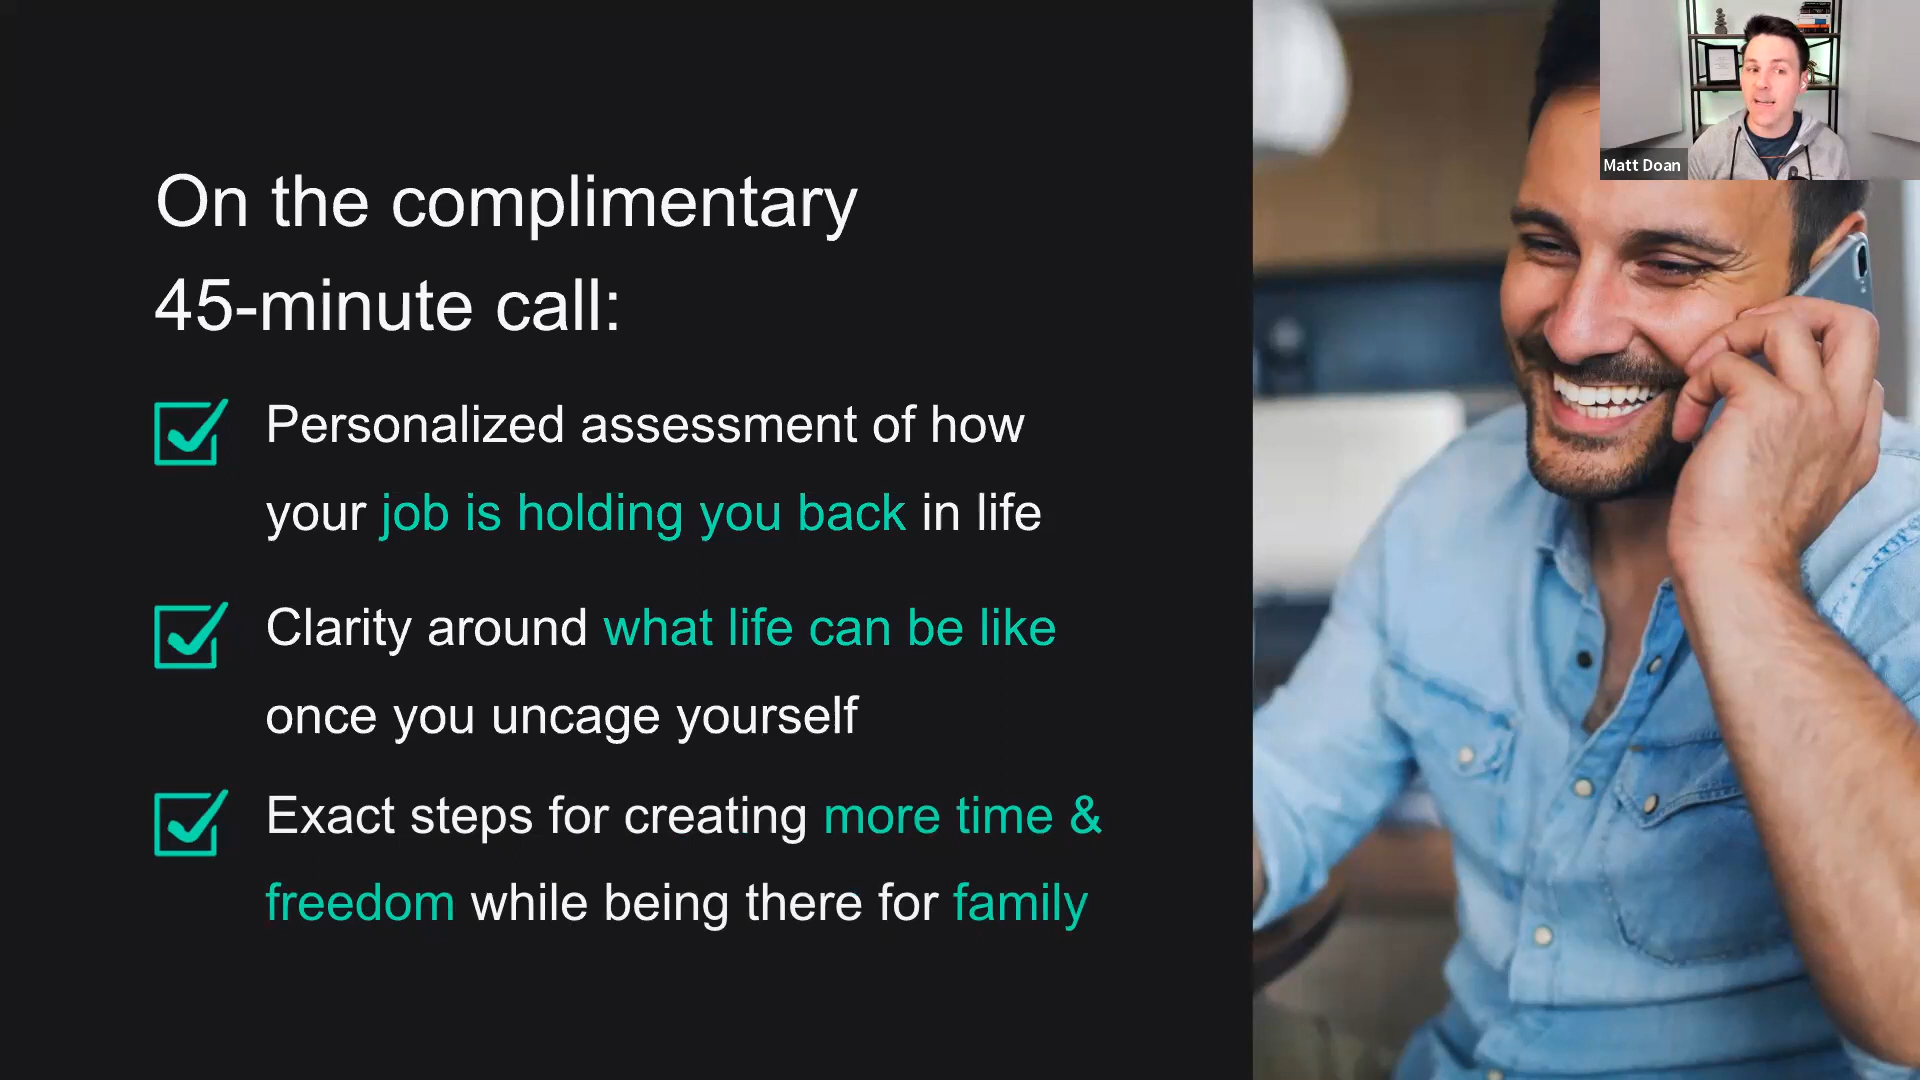 On the complimentary
45-minute call:
Personalized assessment of how
your job is holding you back in life
Clarity around what life can be like
once you uncage yourself
Exact steps for creating more time &
freedom while being there for family
Matt Doan